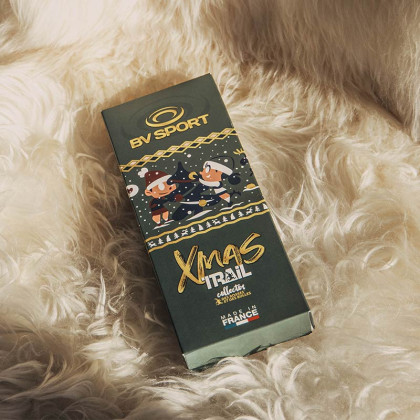 BV SPORT
Xmas
TRAIL
collector
MADE IN
FRANCE